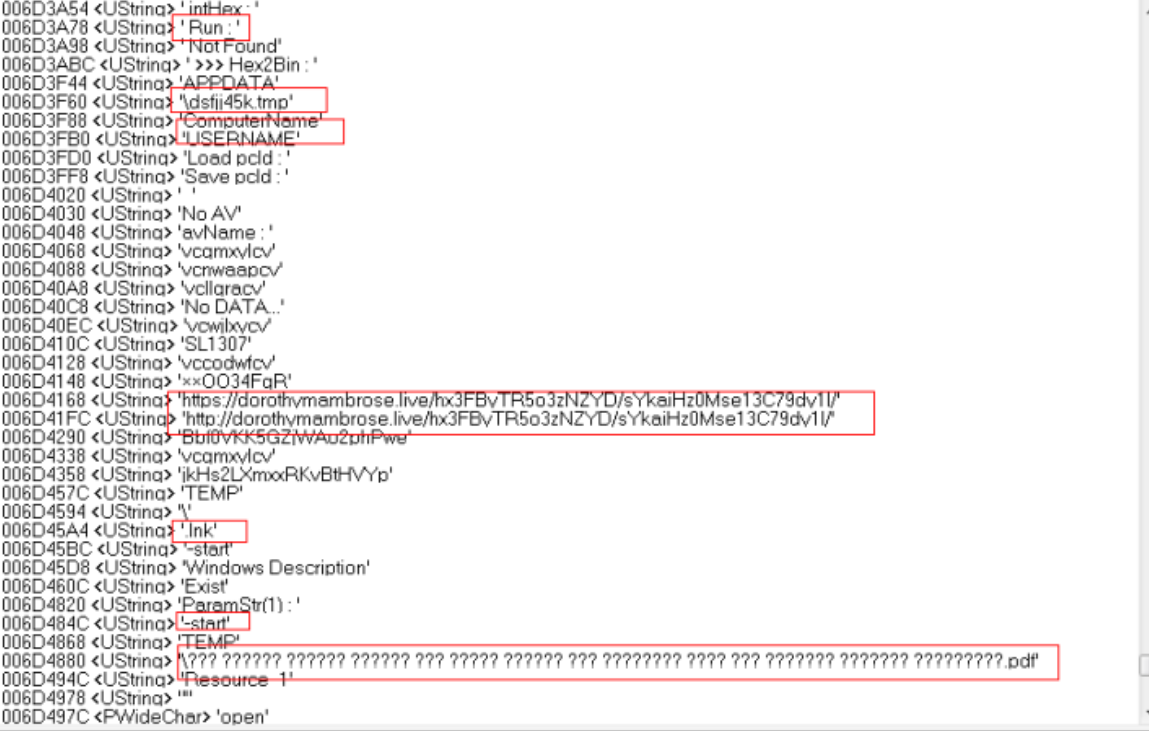 006D3A54 <UString> ' intHex : '
006D3A78 <UString> ' Run : '
006D3A98 <UString> ' Not Found'
006D3ABC <UString> ' >>> Hex2Bin : '
006D3F44 <UString> 'APPDATA'
006D3F60 <UString> '\dsfjj45k.tmp'
006D3F88 <UString> 'ComputerName'
006D3FB0 <UString> 'USERNAME'
006D3FD0 <UString> 'Load pcId : '
006D3FF8 <UString> 'Save pcId : '
006D4020 <UString> ' '
006D4030 <UString> 'No AV'
006D4048 <UString> 'avName : '
006D4068 <UString> 'vcqmxylcv'
006D4088 <UString> 'vcnwaapcv'
006D40A8 <UString> 'vcllgracv'
006D40C8 <UString> 'No DATA...'
006D40EC <UString> 'vcwjlxycv'
006D410C <UString> 'SL1307'
006D4128 <UString> 'vccodwfcv'
006D4148 <UString> '××OO34FgR'
006D4168 <UString> 'https://dorothymambrose.live/hx3FByTR5o3zNZYD/sYkaiHz0Mse13C79dy1I/'
006D41FC <UString> 'http://dorothymambrose.live/hx3FByTR5o3zNZYD/sYkaiHz0Mse13C79dy1I/'
006D4290 <UString>
006D4338 <UString> 'vcqmxylcv'
006D4358 <UString> 'jkHs2LXmxxRKvBtHVYp'
006D457C <UString> 'TEMP'
006D4594 <UString> '\'
006D45A4 <UString> '.lnk'
006D45BC <UString> '-start'
006D45D8 <UString> 'Windows Description'
006D460C <UString> 'Exist'
006D4820 <UString> 'ParamStr(1) : '
006D484C <UString> '-start'
006D4868 <UString> 'TEMP'
006D4880 <UString> '\??? ?????? ?????? ?????? ??? ????? ?????? ??? ???????? ???? ??? ??????? ??????? ?????????.pdf'
006D494C <UString> 'Resource_1'
006D4978 <UString> '"'
006D497C <PWideChar> 'open'